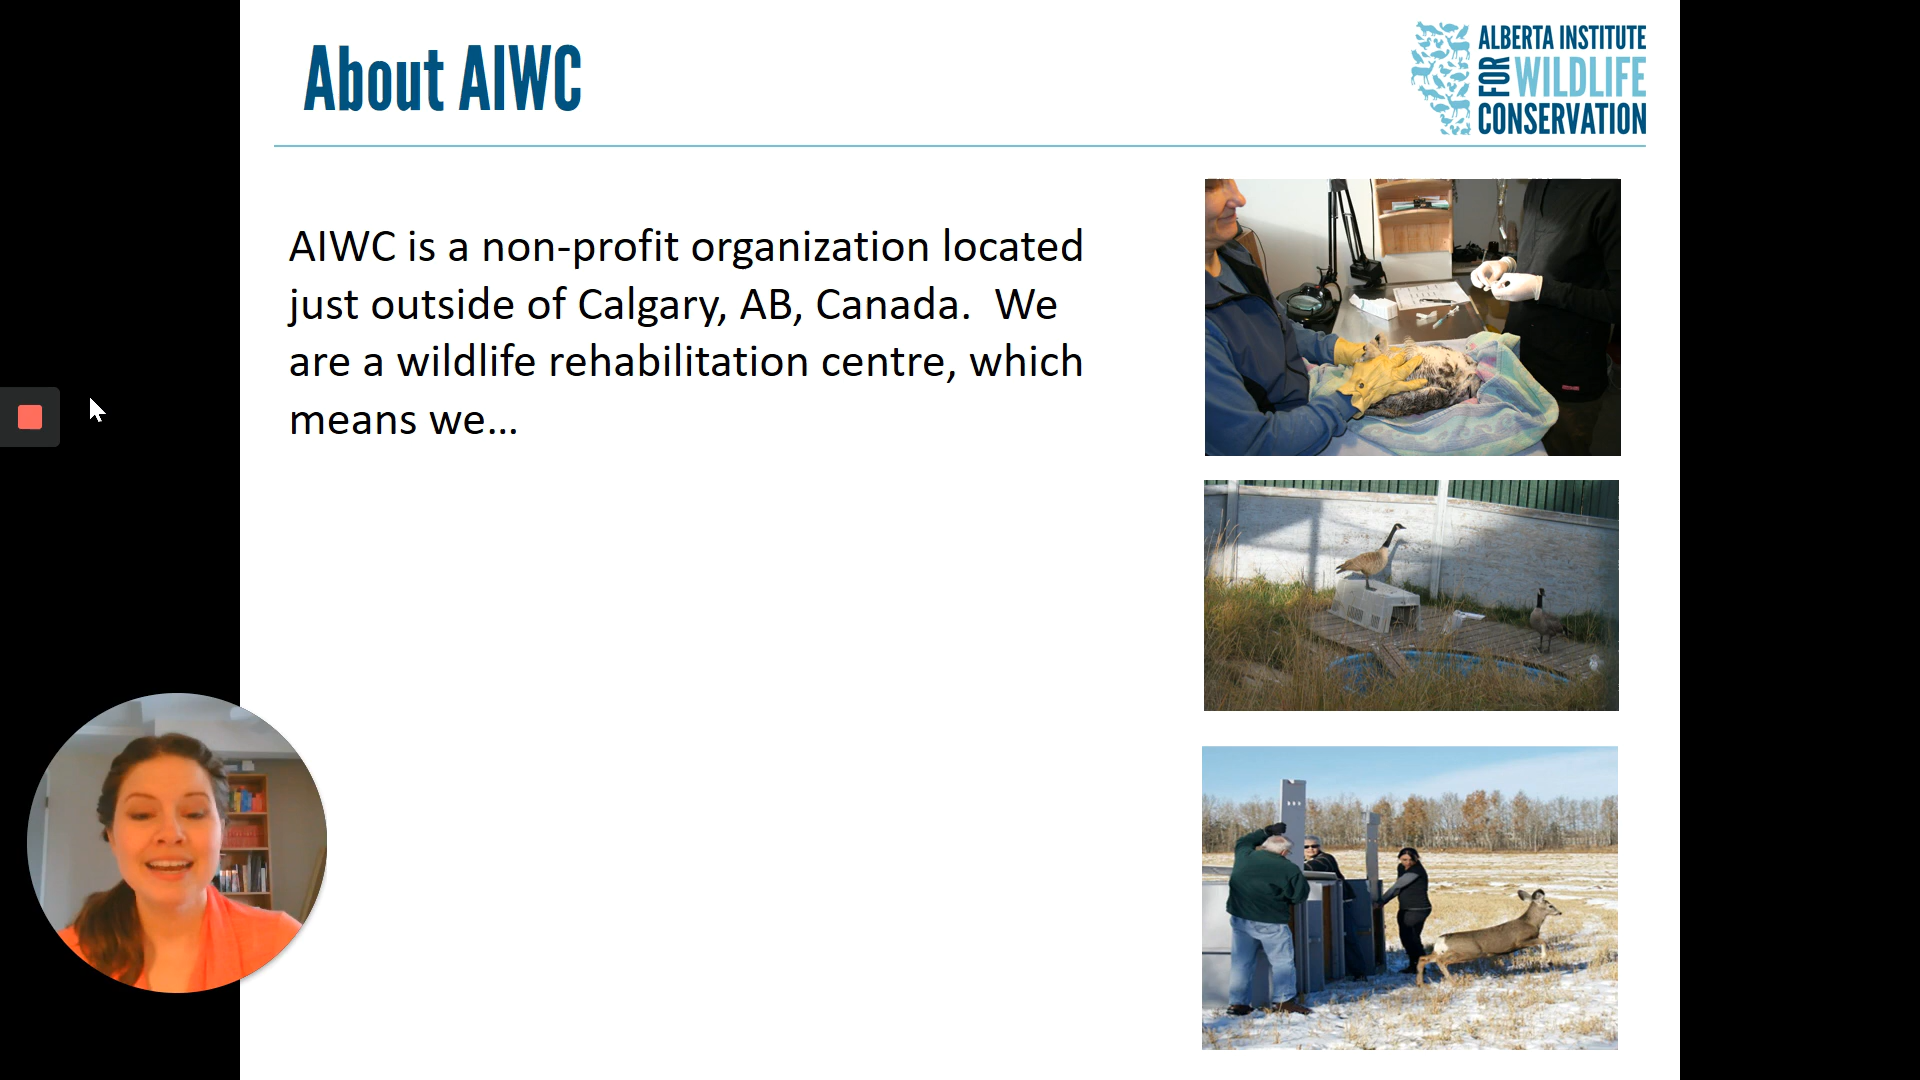 About AIWC
ALBERTA INSTITUTE
FOR WILDLIFE
CONSERVATION
AIWC is a non-profit organization located
just outside of Calgary, AB, Canada.  We
are a wildlife rehabilitation centre, which
means we...